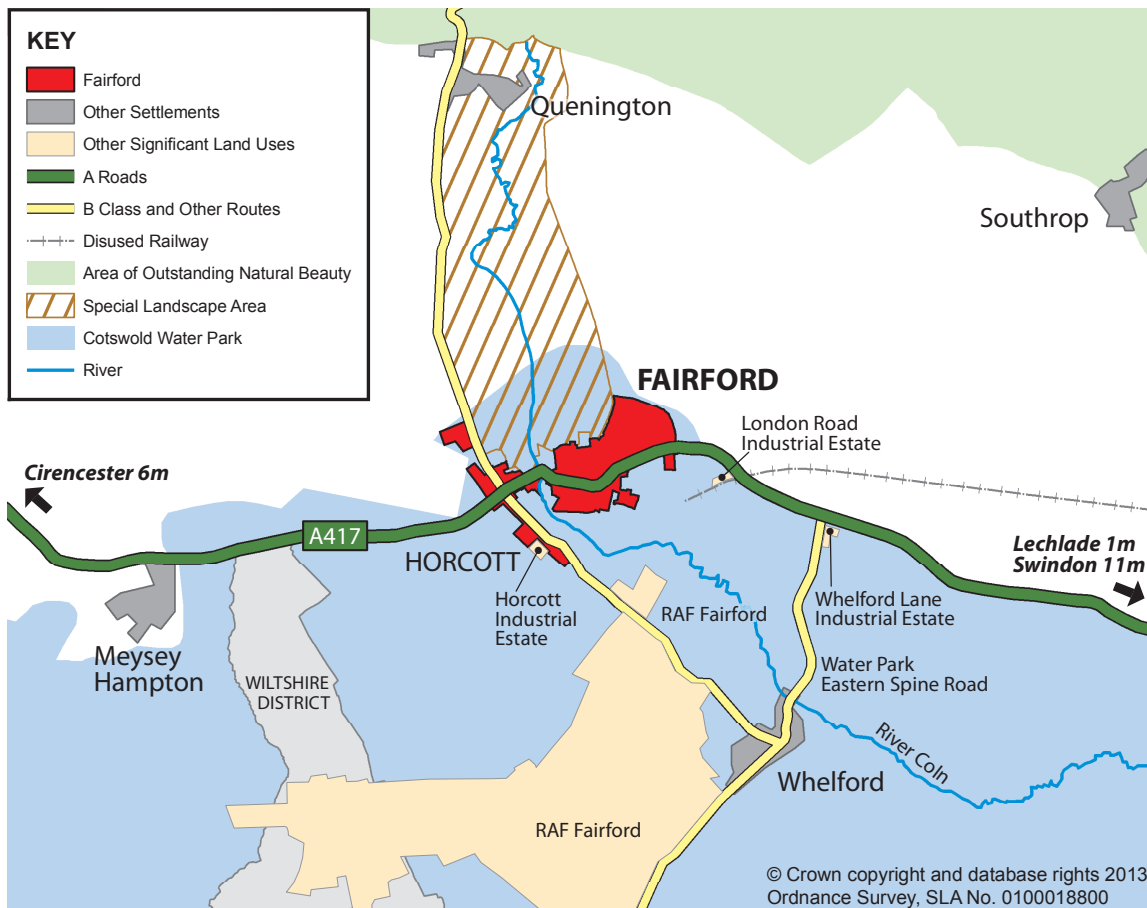 KEY
Fairford
Other Settlements
Other Significant Land Uses
A Roads
B Class and Other Routes
Disused Railway
Area of Outstanding Natural Beauty
Special Landscape Area
Cotswold Water Park
River
Quenington
Southrop
FAIRFORD
London Road
Industrial Estate
Cirencester 6m
A417
HORCOTT
Lechlade 1m
Swindon 11m
Horcott
Industrial
Estate
RAF Fairford
Whelford Lane
Industrial Estate
Meysey
Hampton
WILTSHIRE
DISTRICT
Water Park
Eastern Spine Road
River Coln
Whelford
RAF Fairford
© Crown copyright and database rights 2013
Ordnance Survey, SLA No. 0100018800